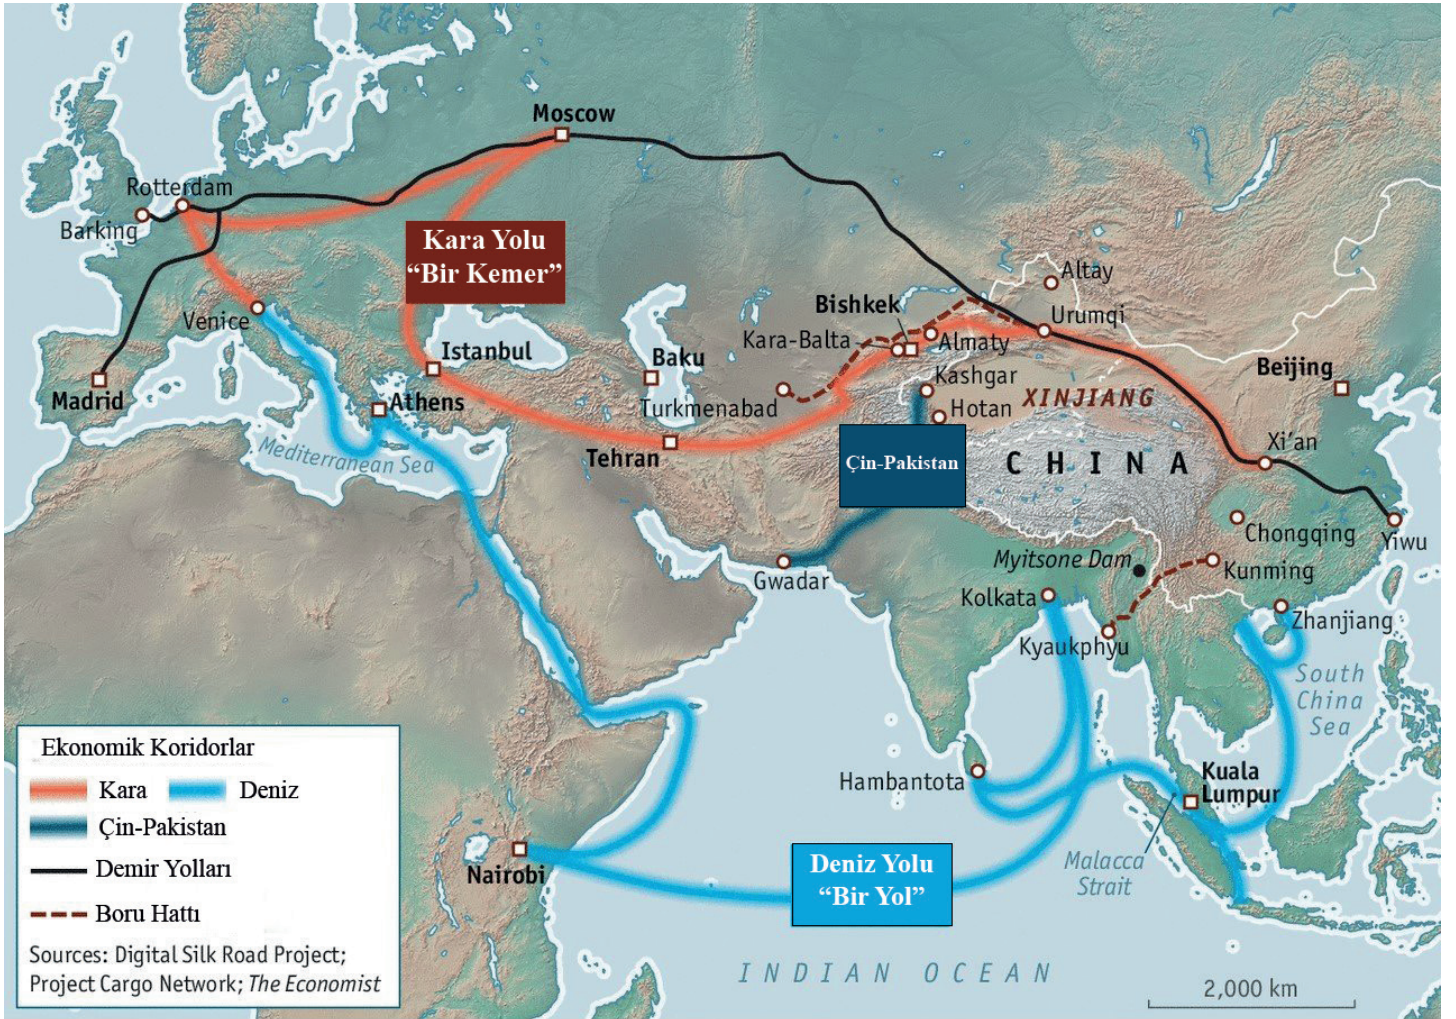 Moscow
Rotterdam
Barking
Kara Yolu
“Bir Kemer”
Altay
Venice
Bishkek
Urumqi
Istanbul
Kara-Balta
Almaty
Baku
Beijing
Madrid
Athens
Turkmenabad
Kashgar
XINJIANG
Hotan
Mediterranean Sea
Tehran
Xi’an
Çin-Pakistan
CHINA
Chongqing
Yiwu
Gwadar
Myitsone Dam
Kunming
Kolkata
Zhanjiang
Kyaukphyu
South
China
Sea
Ekonomik Koridorlar
Kara
Deniz
Çin-Pakistan
Demir Yolları
Boru Hattı
Sources: Digital Silk Road Project;
Project Cargo Network; The Economist
Hambantota
Kuala
Lumpur
Nairobi
Deniz Yolu
“Bir Yol”
Malacca
Strait
INDIAN OCEAN
2,000 km